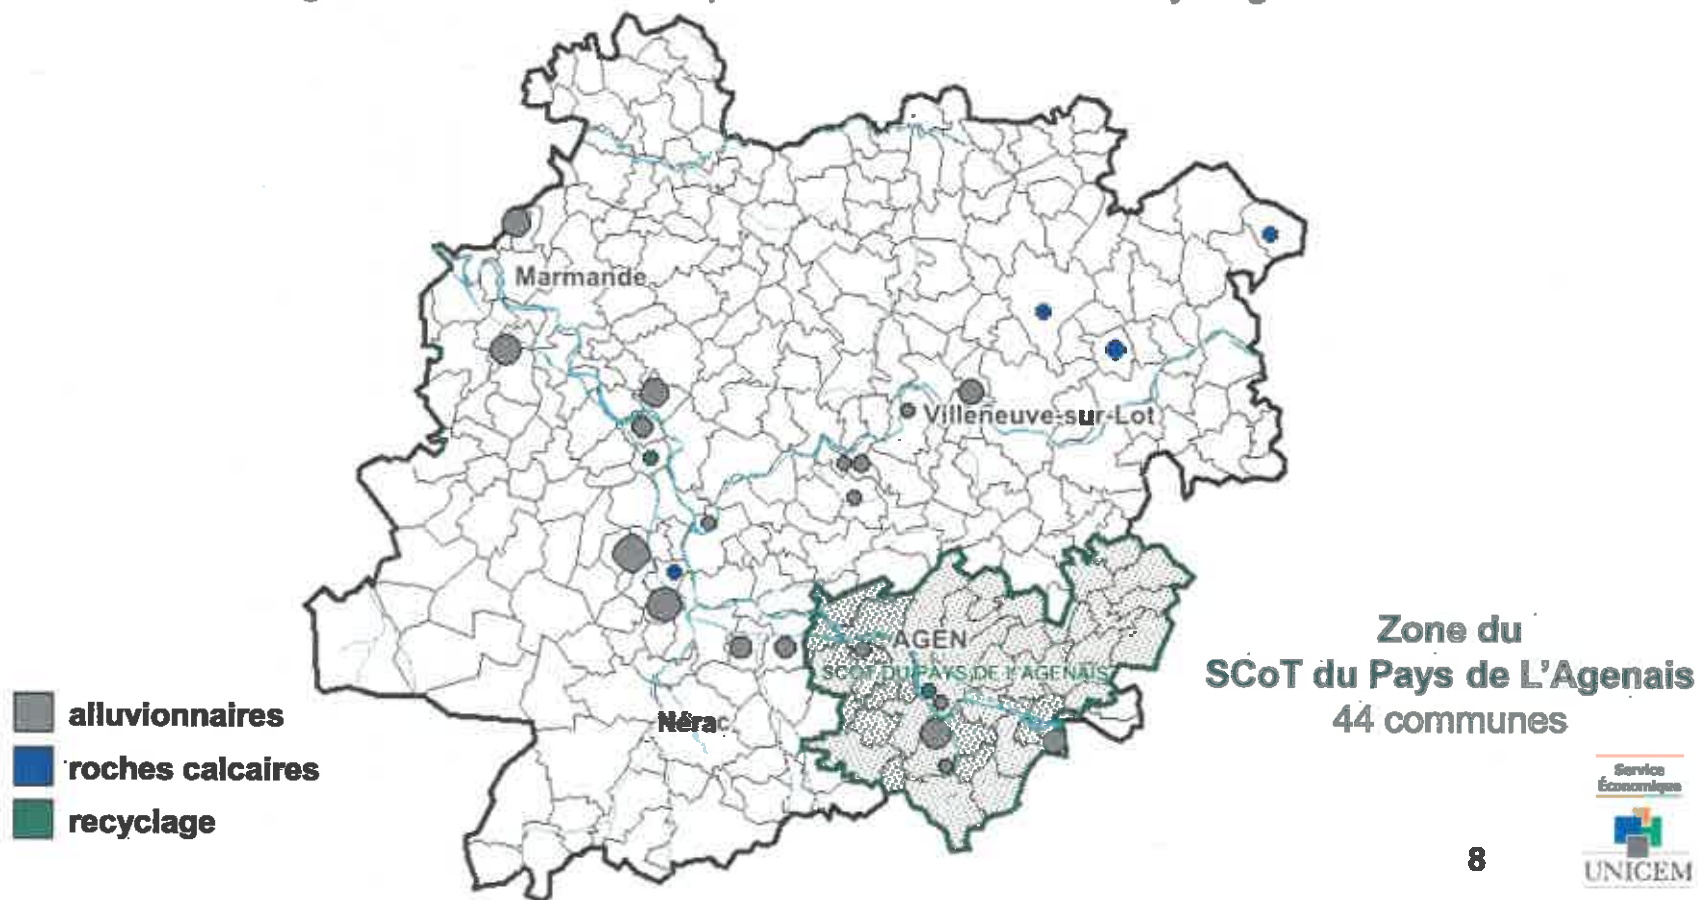 Marmande
Villeneuve-sur-Lot
AGEN
SCOT DU PAYS DE L'AGENAIS
Nérac
Zone du
SCoT du Pays de L'Agenais
44 communes
alluvionnaires
roches calcaires
recyclage
8
Service
Économique
UNICEM